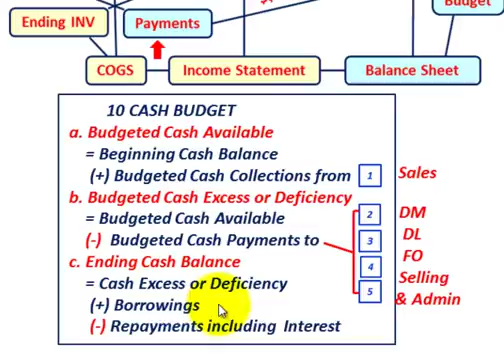 Budget
Ending INV
Payments
COGS
Income Statement
Balance Sheet
10 CASH BUDGET
a. Budgeted Cash Available
= Beginning Cash Balance
(+) Budgeted Cash Collections from 1 Sales
b. Budgeted Cash Excess or Deficiency
= Budgeted Cash Available 2 DM
(-) Budgeted Cash Payments to 3 DL
c. Ending Cash Balance 4 FO
= Cash Excess or Deficiency 5 Selling
(+) Borrowings & Admin
(-) Repayments including Interest